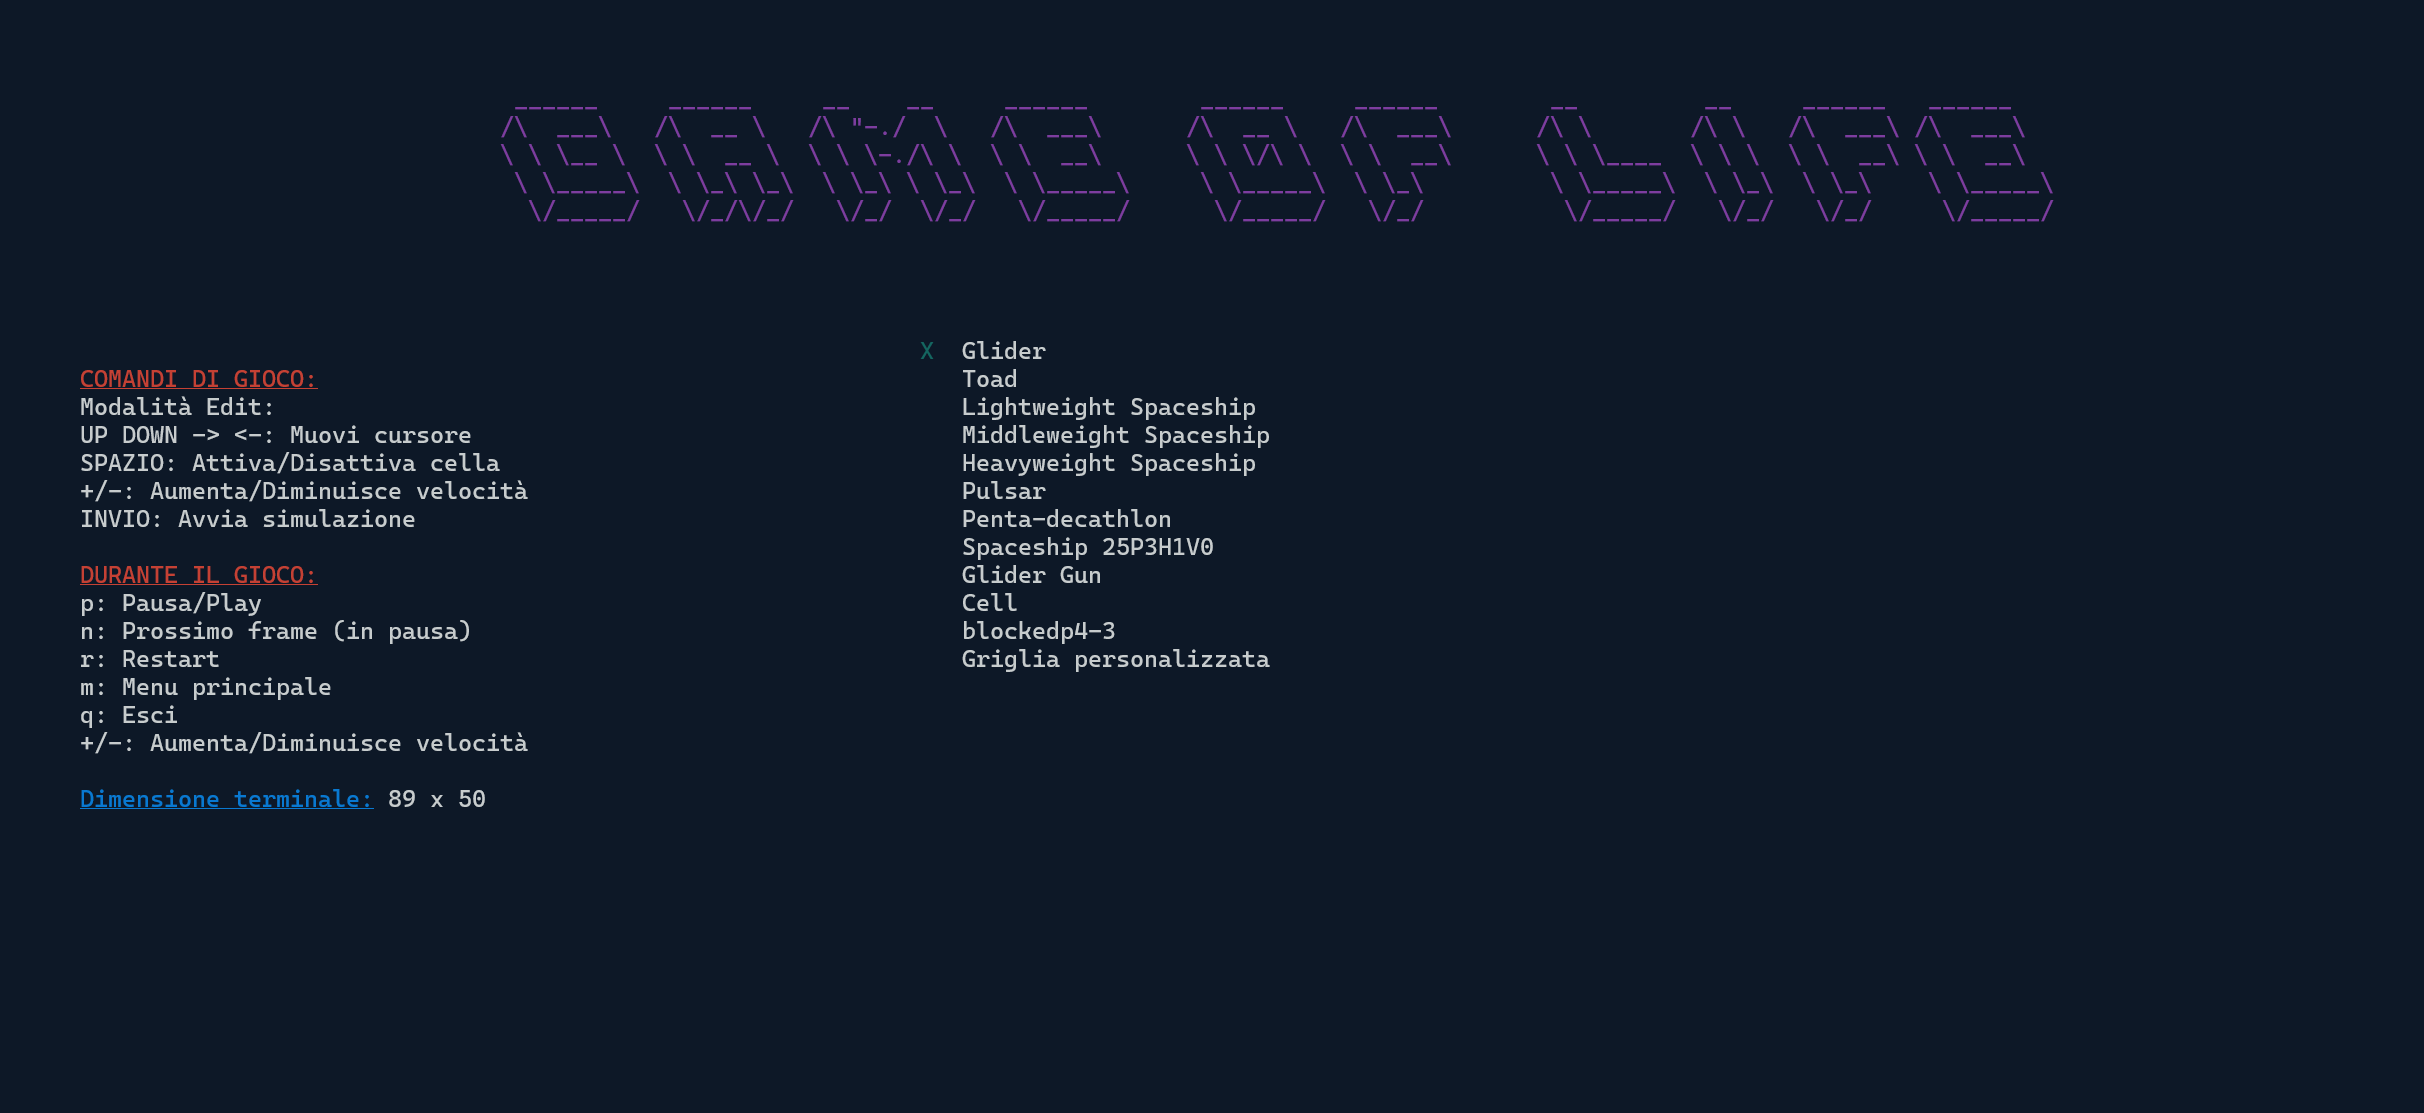 GAME OF LIFE
COMANDI DI GIOCO:
Modalità Edit:
UP DOWN -> <-: Muovi cursore
SPAZIO: Attiva/Disattiva cella
+/-: Aumenta/Diminuisce velocità
INVIO: Avvia simulazione
DURANTE IL GIOCO:
p: Pausa/Play
n: Prossimo frame (in pausa)
r: Restart
m: Menu principale
q: Esci
+/-: Aumenta/Diminuisce velocità
Dimensione terminale: 89 x 50
X Glider
Toad
Lightweight Spaceship
Middleweight Spaceship
Heavyweight Spaceship
Pulsar
Penta-decathlon
Spaceship 25P3H1V0
Glider Gun
Cell
blockedp4-3
Griglia personalizzata